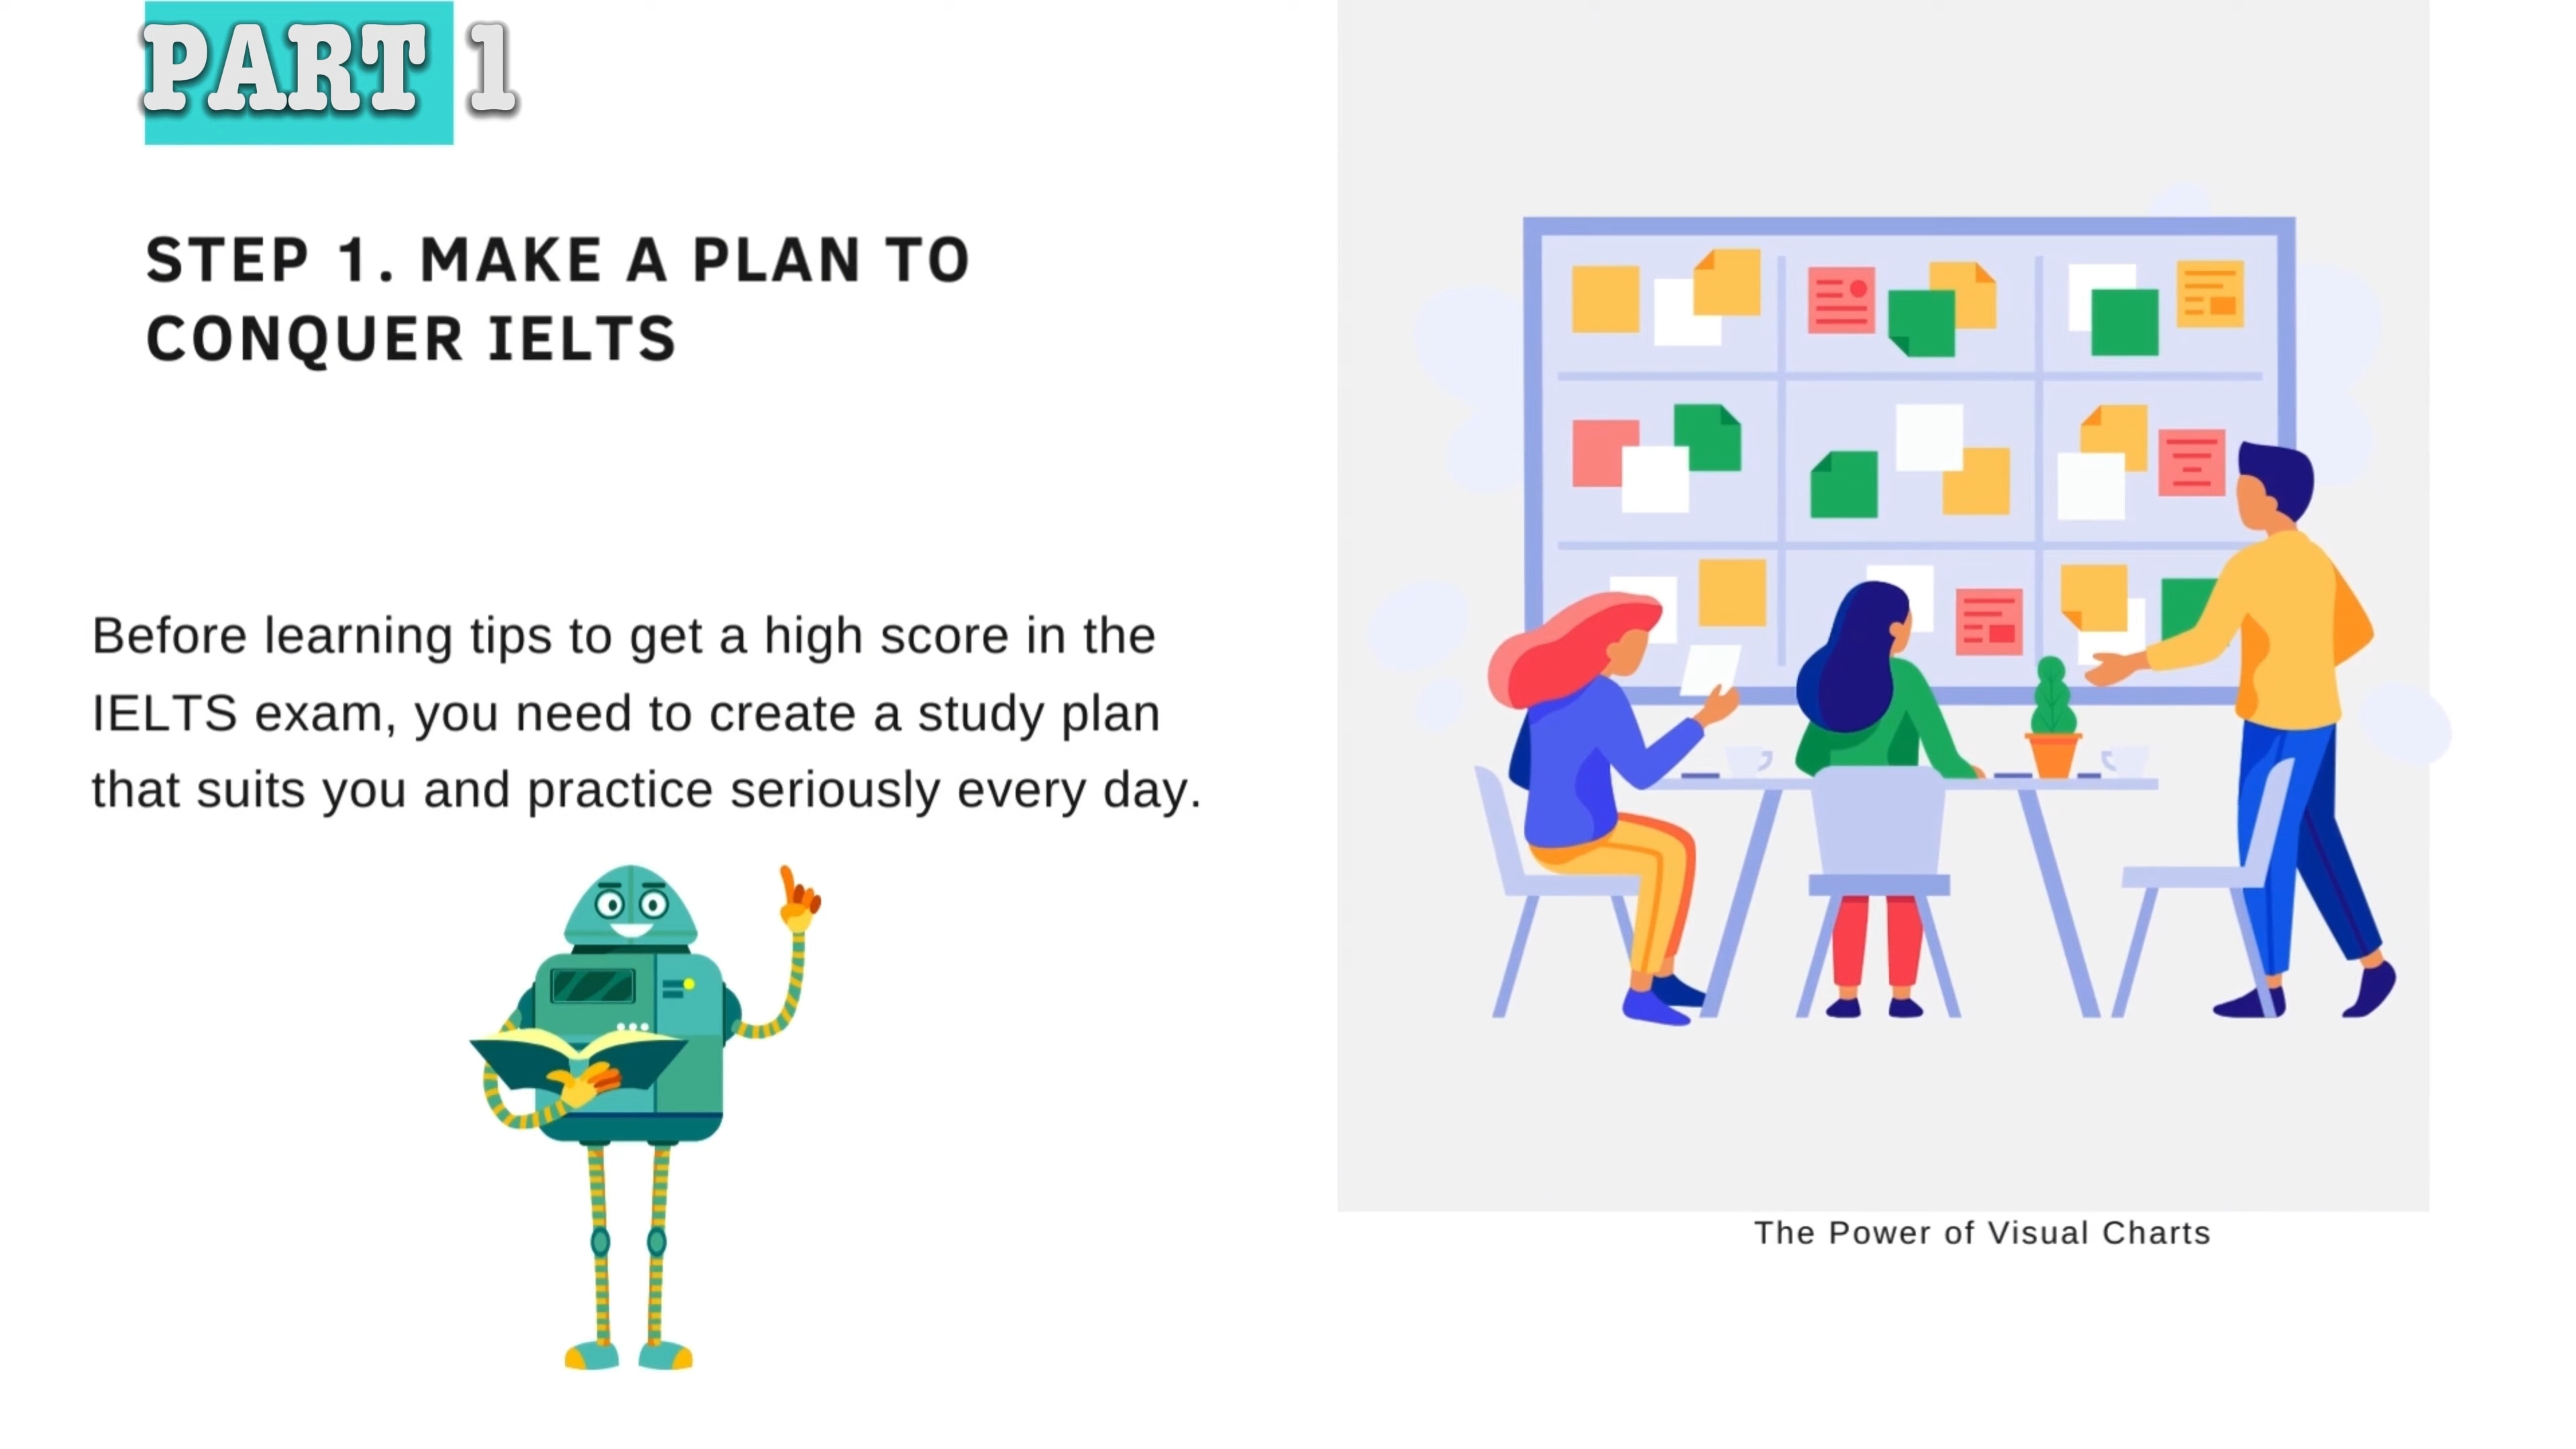 PART 1
STEP 1. MAKE A PLAN TO
CONQUER IELTS
Before learning tips to get a high score in the
IELTS exam, you need to create a study plan
that suits you and practice seriously every day.
The Power of Visual Charts